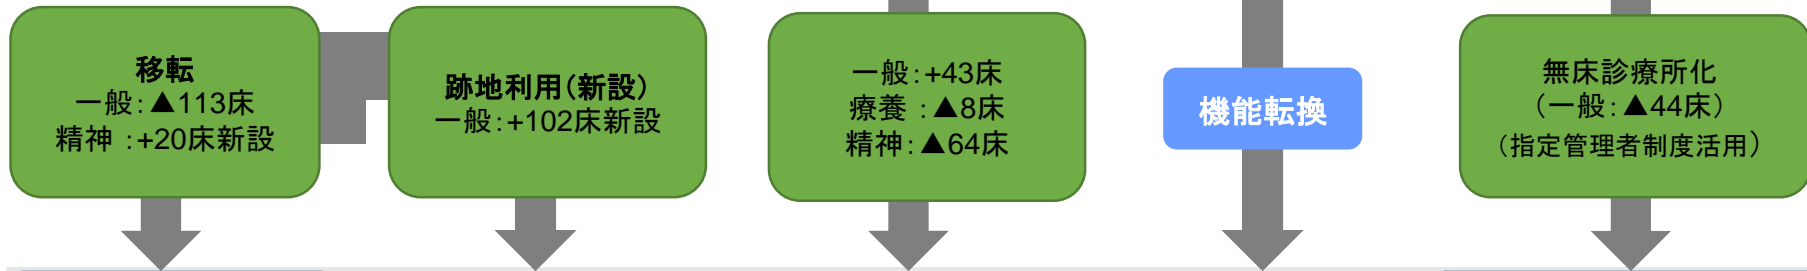 移転
一般：▲113床
精神：+20床新設
跡地利用（新設）
一般：+102床新設
一般：+43床
療養：▲8床
精神：▲64床
機能転換
無床診療所化
（一般：▲44床）
（指定管理者制度活用）